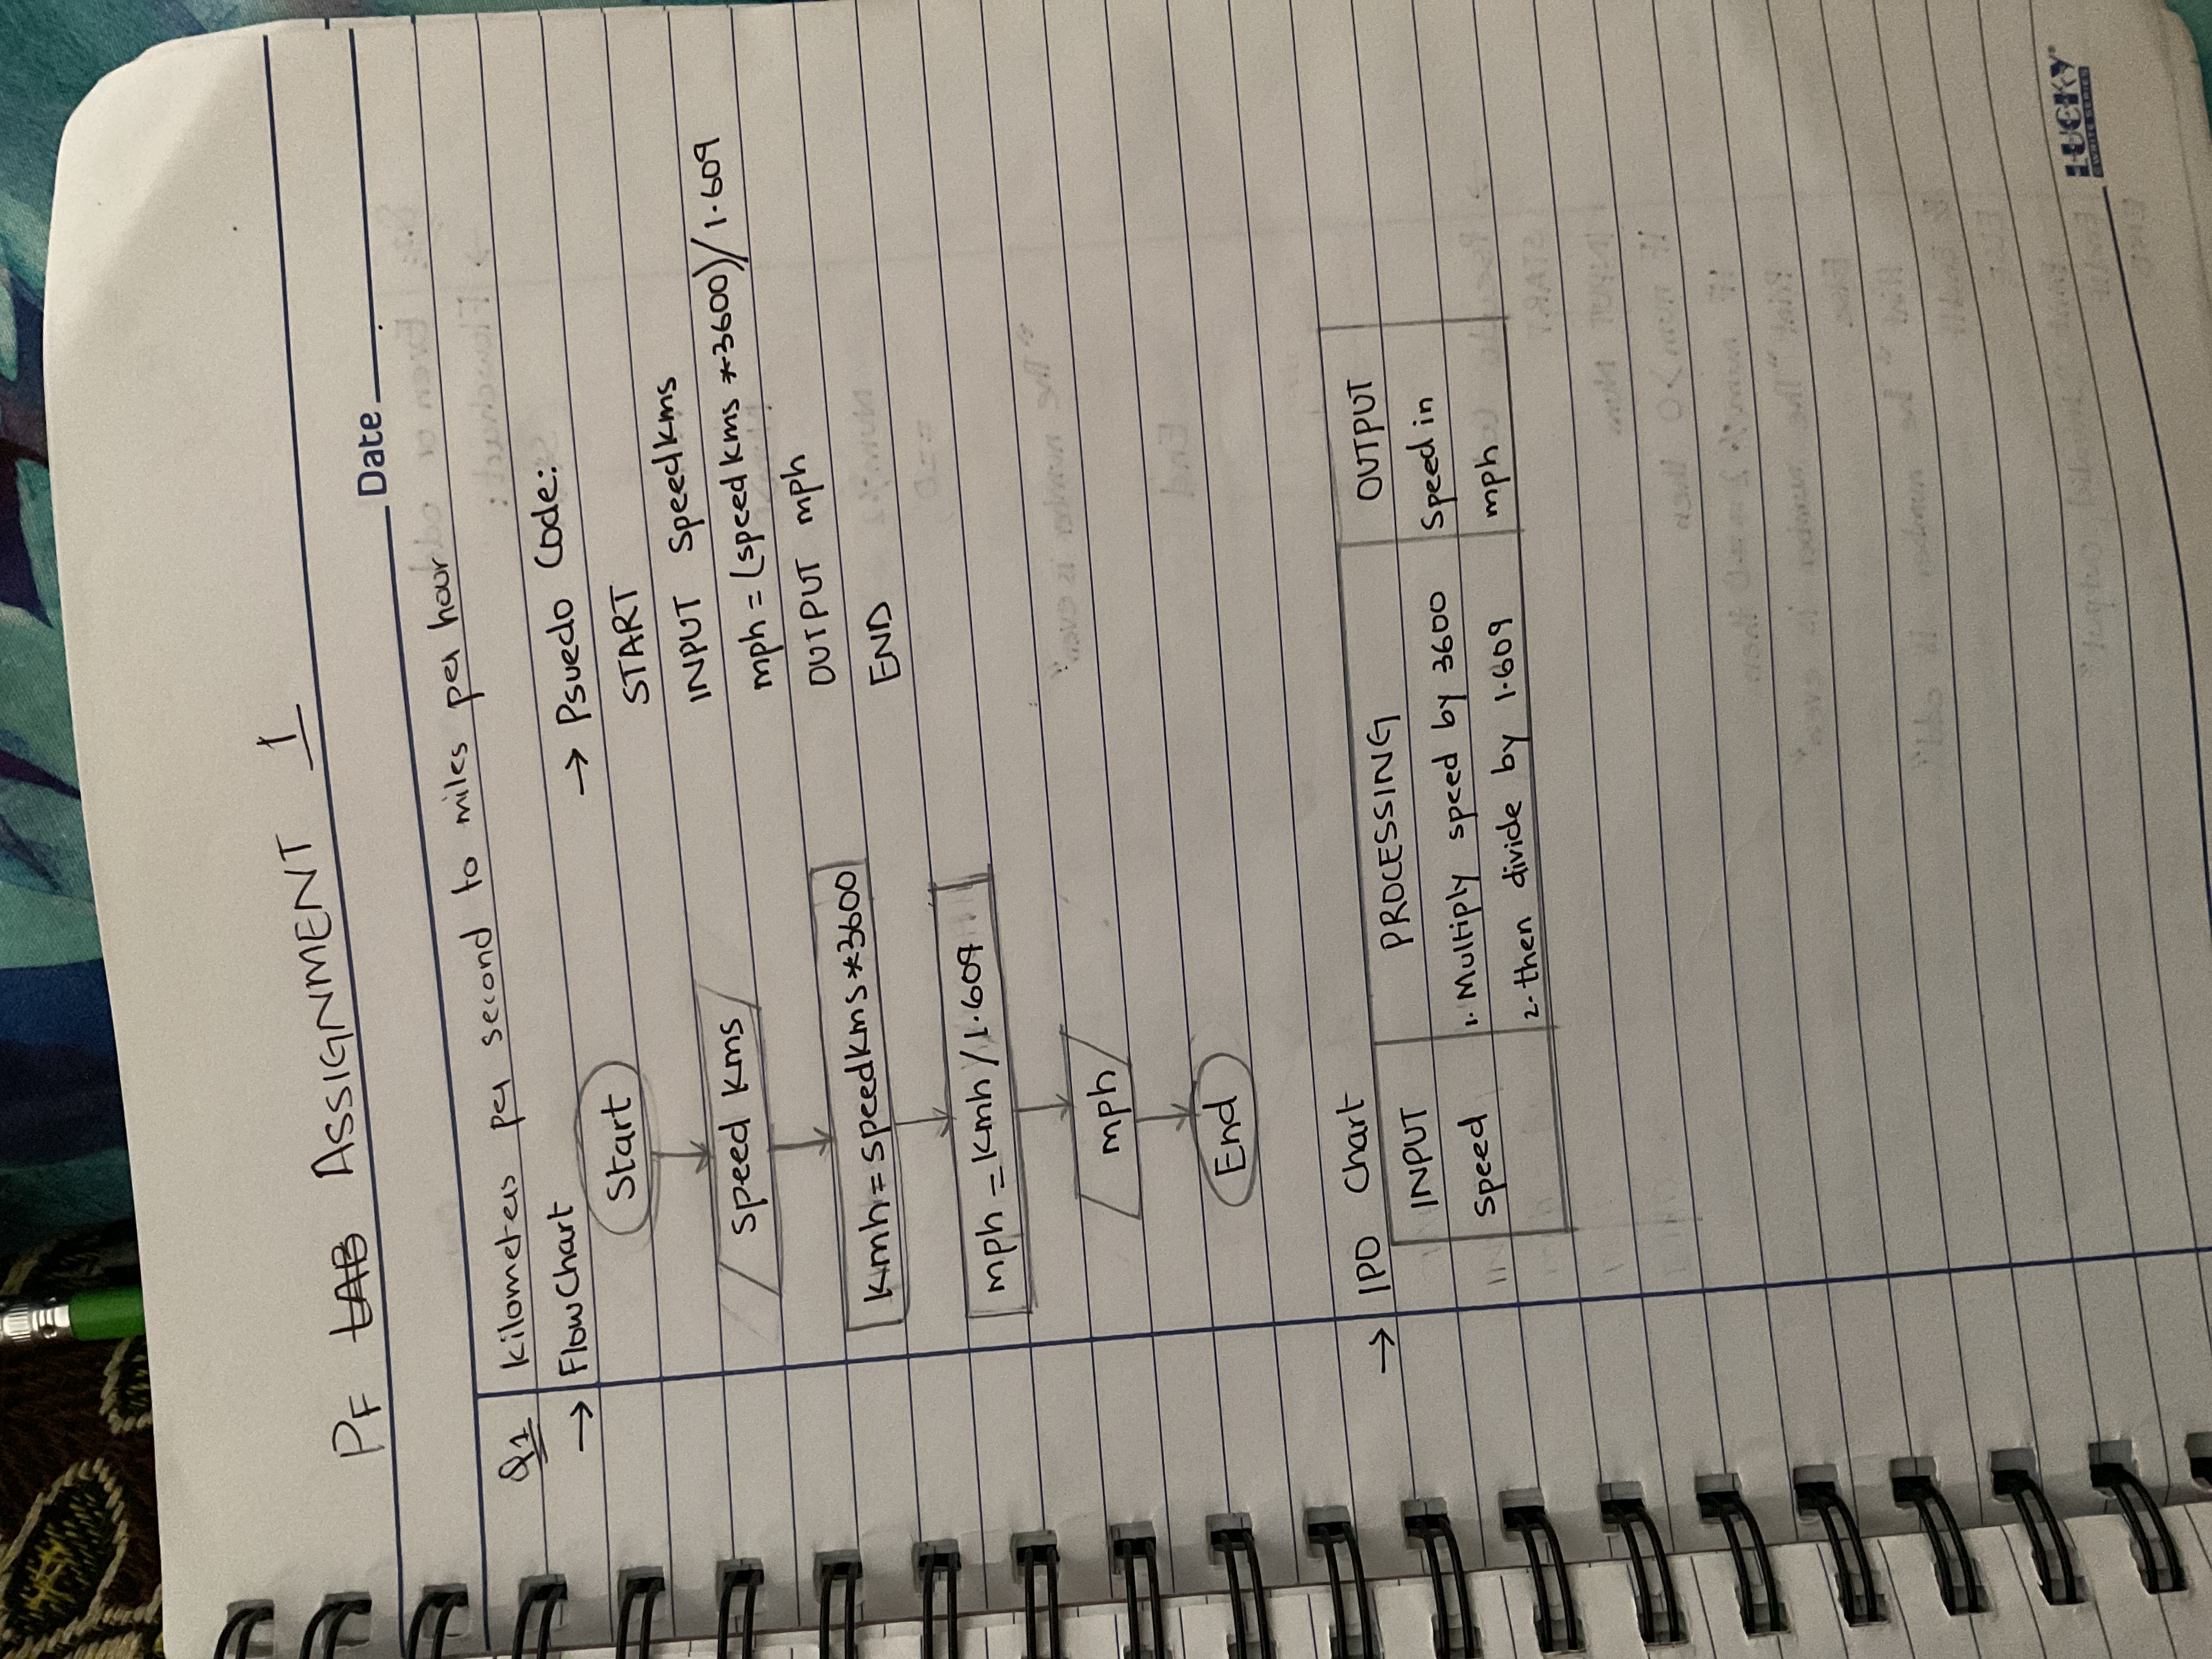 PF LAB ASSIGNMENT 1
Date
Q1 kilometers per second to miles per hour
→ FlowChart
Start
speed kms
kmh = speedkms *3600
mph = kmh / 1.609
mph
End
→ Psuedo Code:
START
INPUT speedkms
mph = (speedkms *3600)/1.609
OUTPUT mph
END
→ IPO Chart
INPUT PROCESSING OUTPUT
speed 1. Multiply speed by 3600 Speed in
2. then divide by 1.609 mph
LUCKY